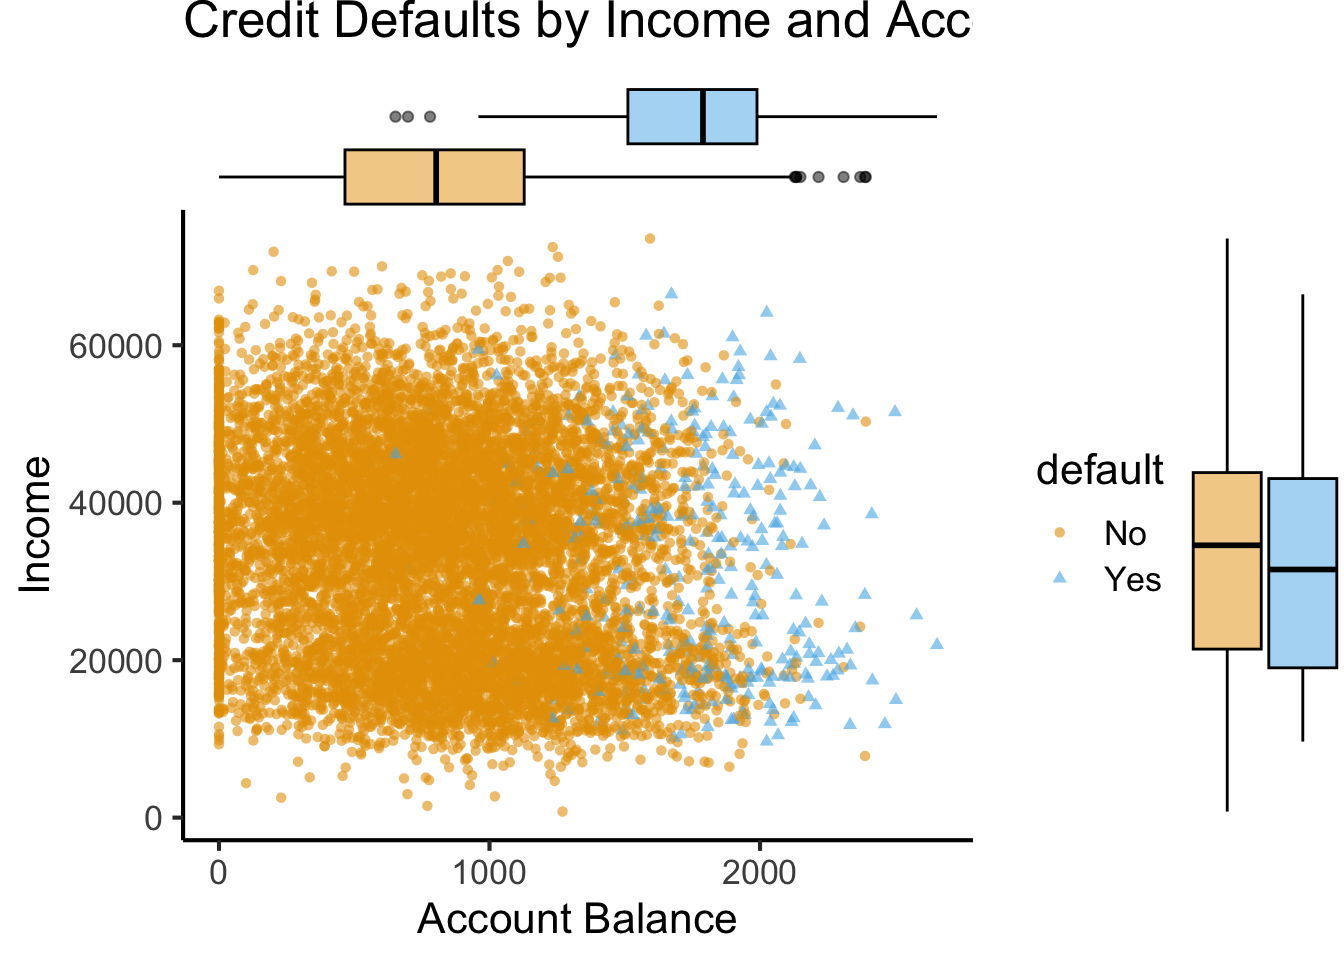 Credit Defaults by Income and Acc
60000
40000
20000
0
Income
0 1000 2000
Account Balance
default
No
Yes